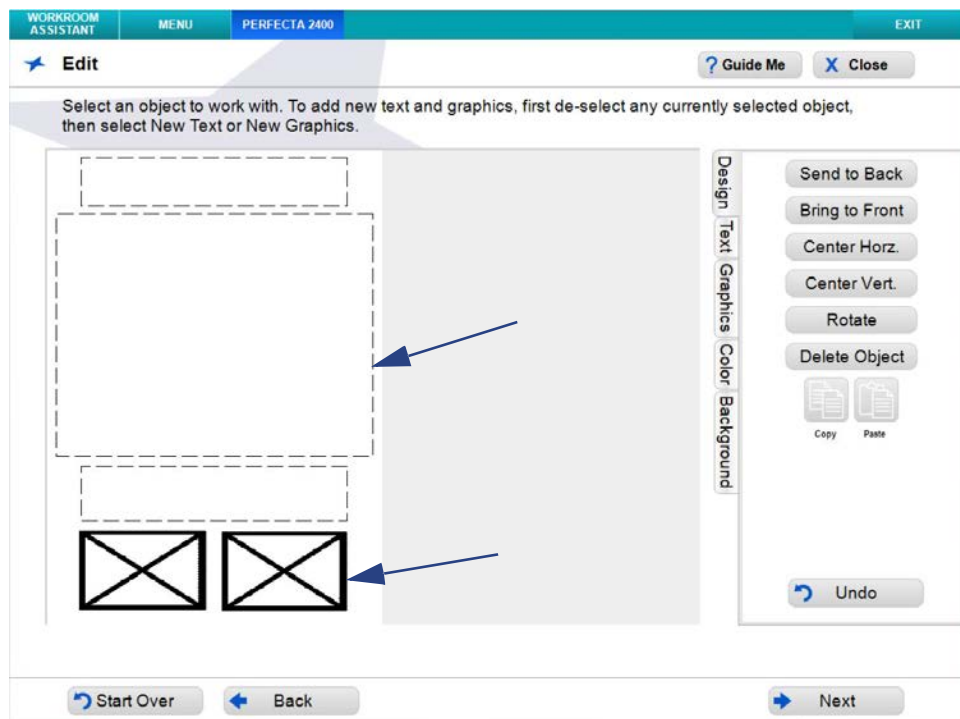 WORKROOM
ASSISTANT
MENU
PERFECTA 2400
EXIT
Edit
? Guide Me
X Close
Select an object to work with. To add new text and graphics, first de-select any currently selected object,
then select New Text or New Graphics.
Design
Text
Graphics
Color
Background
Send to Back
Bring to Front
Center Horz.
Center Vert.
Rotate
Delete Object
Copy
Paste
Undo
Start Over
Back
Next